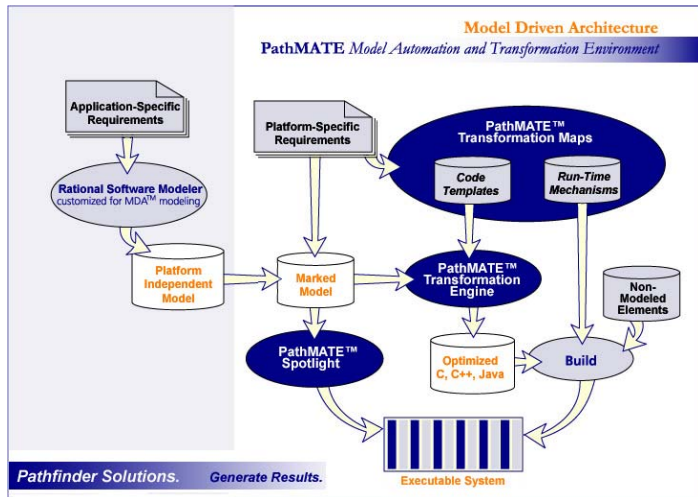 Model Driven Architecture
PathMATE Model Automation and Transformation Environment
Application-Specific
Requirements
Platform-Specific
Requirements
PathMATE™
Transformation Maps
Code
Templates
Run-Time
Mechanisms
Rational Software Modeler
customized for MDA™ modeling
Platform
Independent
Model
Marked
Model
PathMATE™
Transformation
Engine
Non-
Modeled
Elements
PathMATE™
Spotlight
Optimized
C, C++, Java
Build
Executable System
Pathfinder Solutions. Generate Results.